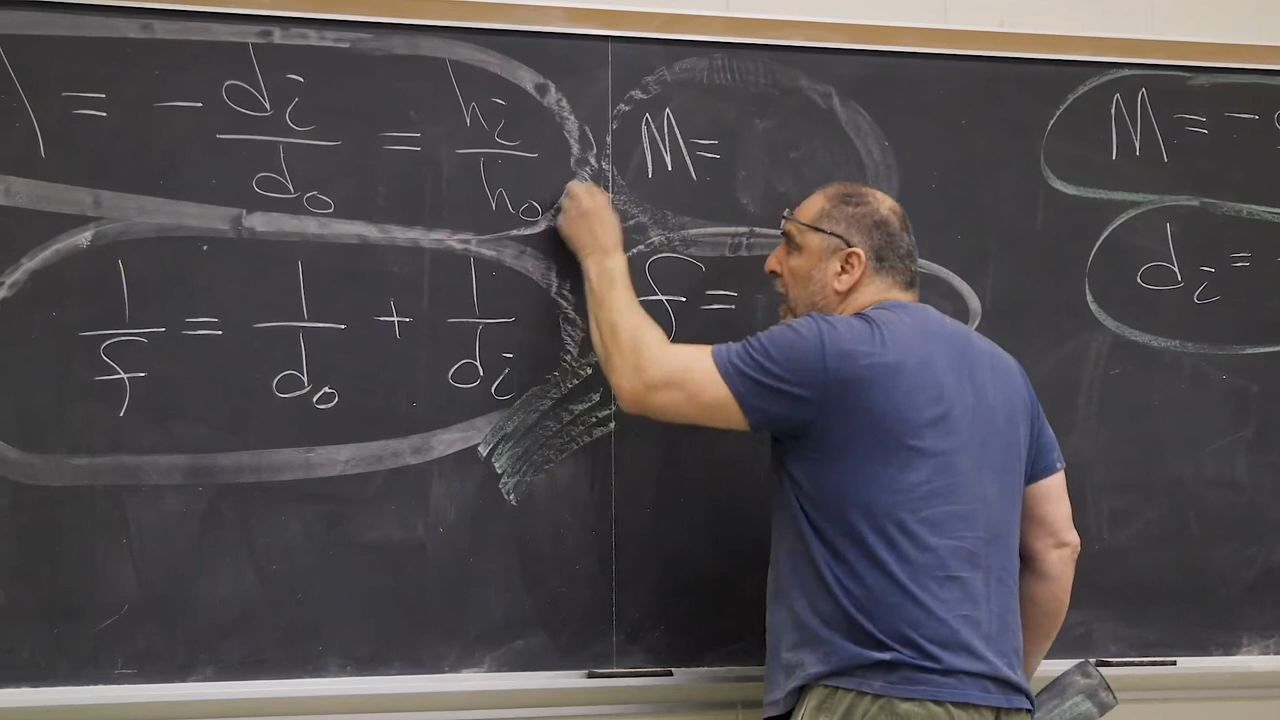 = - di/do = hi/ho
1/f = 1/do + 1/di
M=
f =
M = -
di =